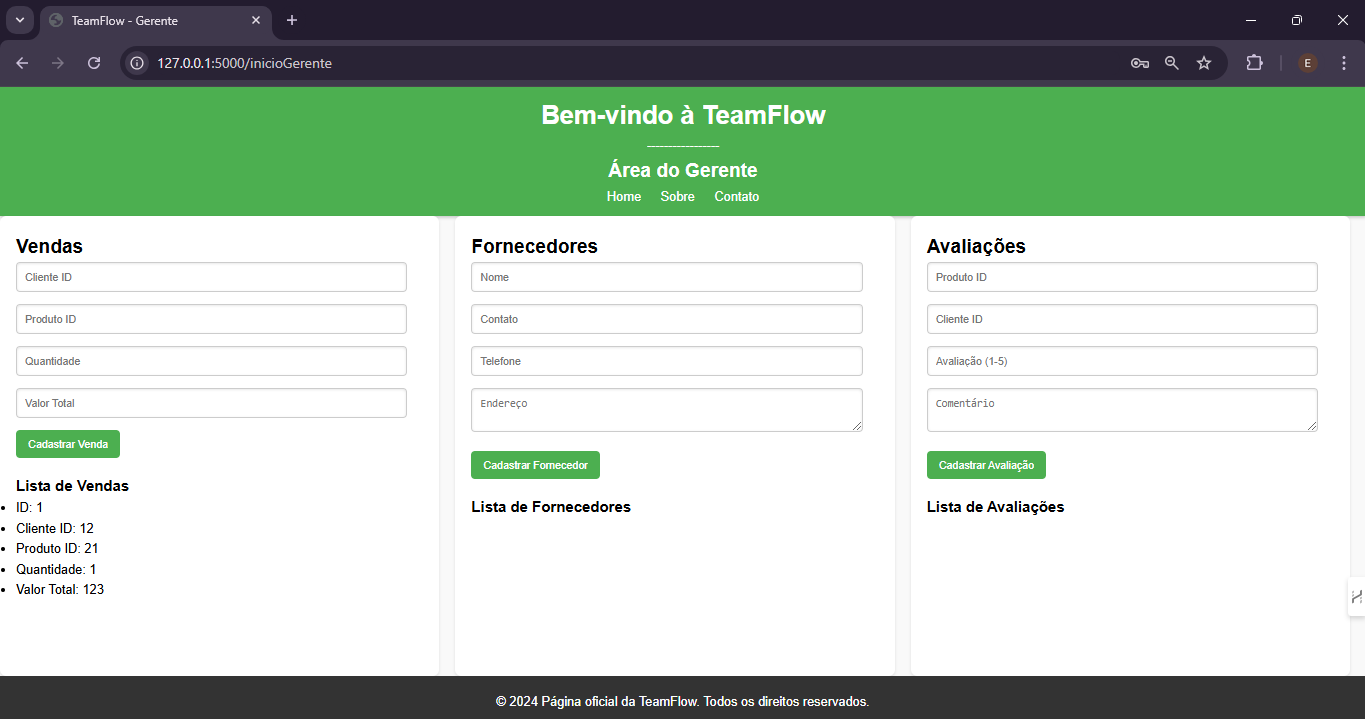 TeamFlow - Gerente
127.0.0.1:5000/inicioGerente
E
Bem-vindo à TeamFlow
-----------------
Área do Gerente
Home Sobre Contato
Vendas
Cliente ID
Produto ID
Quantidade
Valor Total
Cadastrar Venda
Lista de Vendas
ID: 1
Cliente ID: 12
Produto ID: 21
Quantidade: 1
Valor Total: 123
Fornecedores
Nome
Contato
Telefone
Endereço
Cadastrar Fornecedor
Lista de Fornecedores
Avaliações
Produto ID
Cliente ID
Avaliação (1-5)
Comentário
Cadastrar Avaliação
Lista de Avaliações
© 2024 Página oficial da TeamFlow. Todos os direitos reservados.